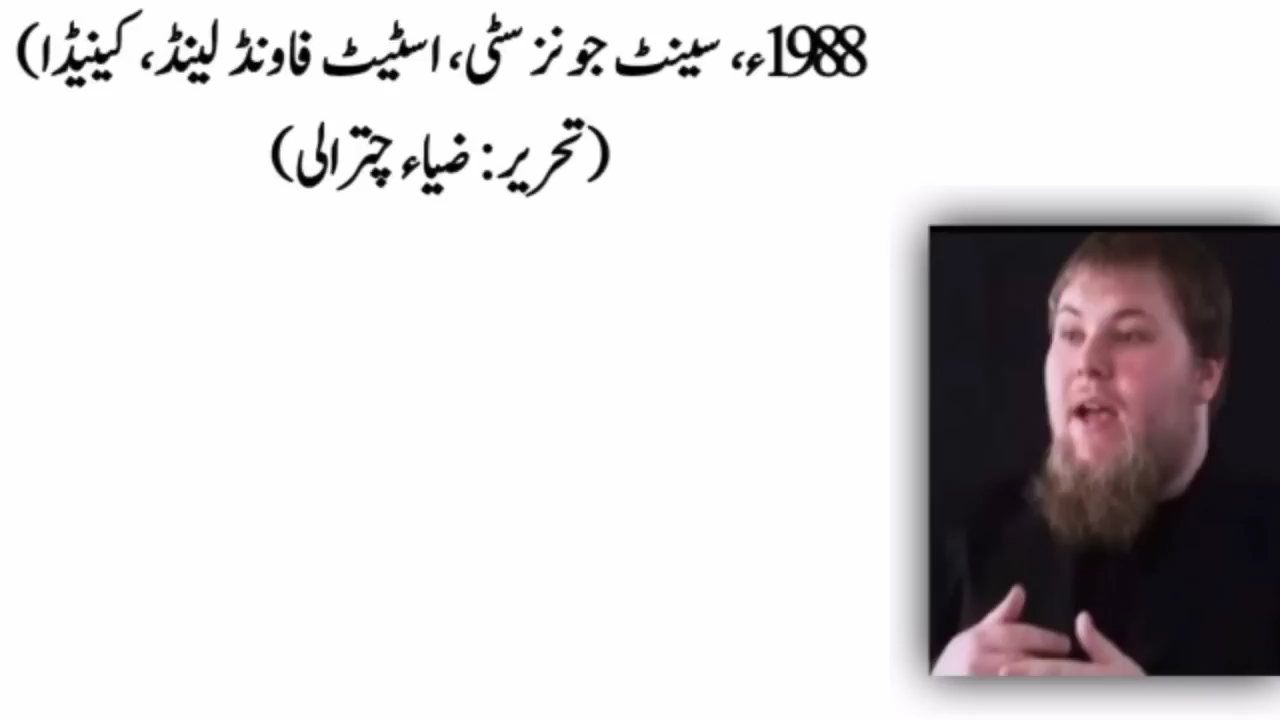 1988ء، سینٹ جونز سٹی، اسٹیٹ فاونڈ لینڈ، کینیڈا)
(تحریر: ضیاء چترالی)